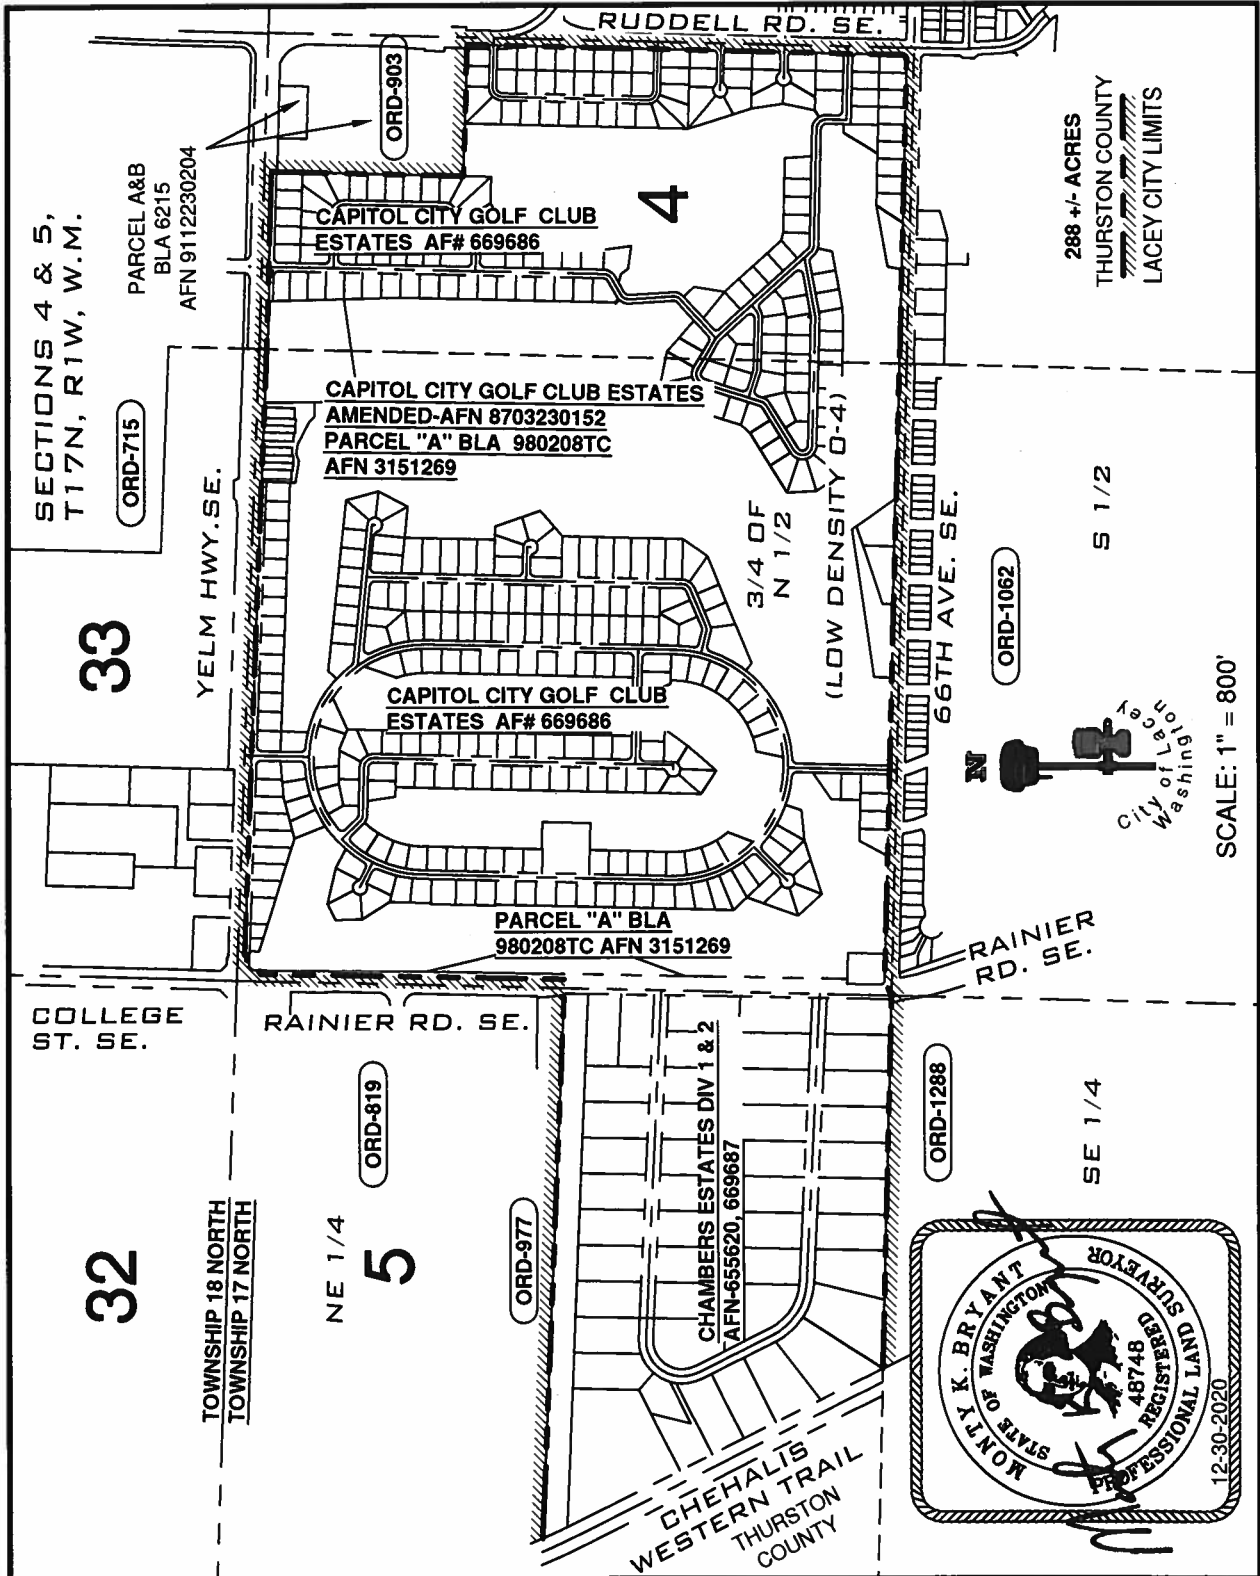 SECTIONS 4 & 5,
T17N, R1W, W.M.
PARCEL A&B
BLA 6215
AFN 9112230204
ORD-903
RUDDELL RD. SE.
ORD-715
33
YELM HWY.SE.
CAPITOL CITY GOLF CLUB
ESTATES AF# 669686
4
CAPITOL CITY GOLF CLUB ESTATES
AMENDED-AFN 8703230152
PARCEL "A" BLA 980208TC
AFN 3151269
3/4 OF
N 1/2
(LOW DENSITY 0-4)
CAPITOL CITY GOLF CLUB
ESTATES AF# 669686
PARCEL "A" BLA
980208TC AFN 3151269
66TH AVE. SE.
ORD-1062
S 1/2
288 +/- ACRES
THURSTON COUNTY
LACEY CITY LIMITS
N
City of Lacey
Washington
SCALE: 1" = 800'
RAINIER
RD. SE.
COLLEGE
ST. SE.
RAINIER RD. SE.
ORD-819
32
TOWNSHIP 18 NORTH
TOWNSHIP 17 NORTH
NE 1/4
5
ORD-977
CHAMBERS ESTATES DIV 1 & 2
AFN-655620, 669687
CHEHALIS
WESTERN TRAIL
THURSTON
COUNTY
ORD-1288
SE 1/4
MONTY K. BRYANT
STATE OF WASHINGTON
48748
REGISTERED
PROFESSIONAL LAND SURVEYOR
12-30-2020